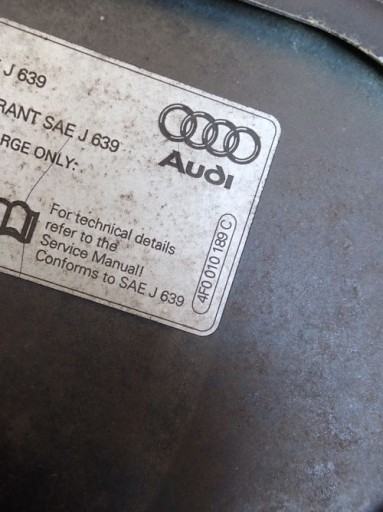 J 639
RANT SAE J 639
RGE ONLY:
Audi
For technical details
refer to the
Service Manual!
Conforms to SAE J 639
4F0 010 189 C